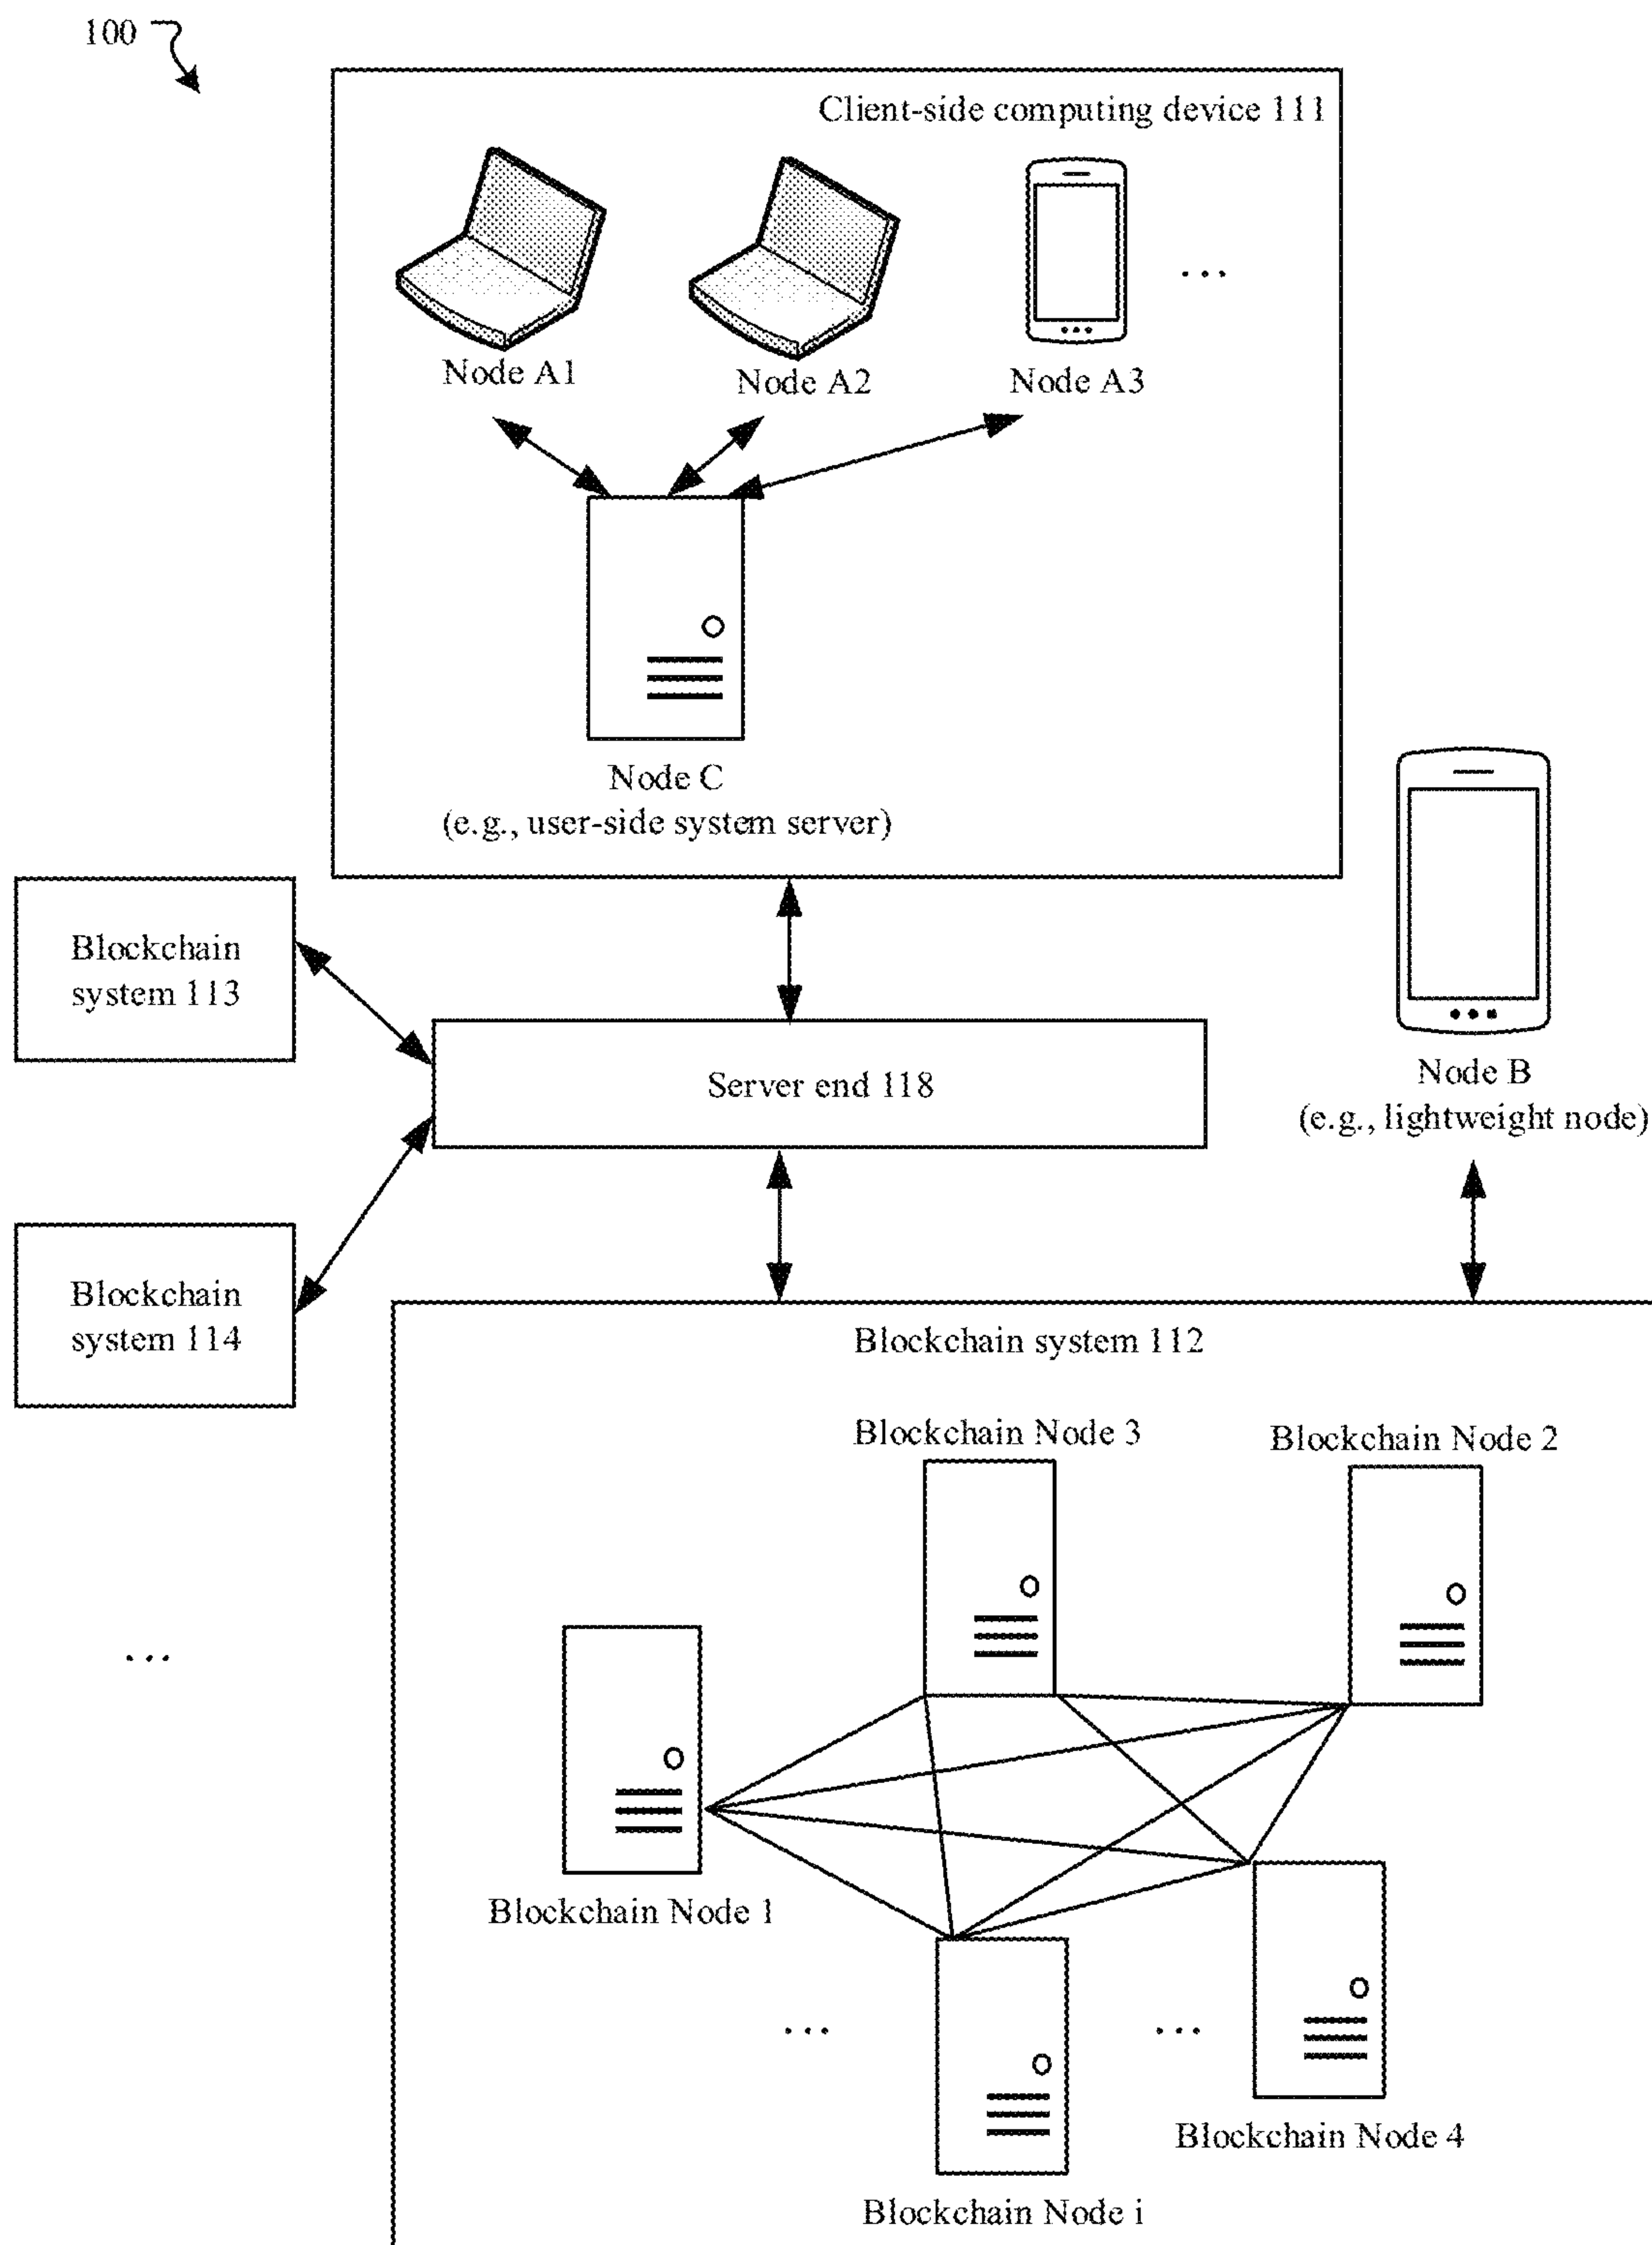 100
Client-side computing device 111
...
Node A1
Node A2
Node A3
Node C
(e.g., user-side system server)
Blockchain
system 113
Server end 118
Node B
(e.g., lightweight node)
Blockchain
system 114
Blockchain system 112
Blockchain Node 3
Blockchain Node 2
...
Blockchain Node 1
...
...
Blockchain Node 4
Blockchain Node i